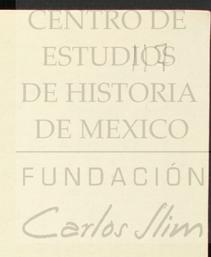 CENTRO DE
ESTUDIOS
DE HISTORIA
DE MEXICO
FUNDACIÓN
Carlos Slim